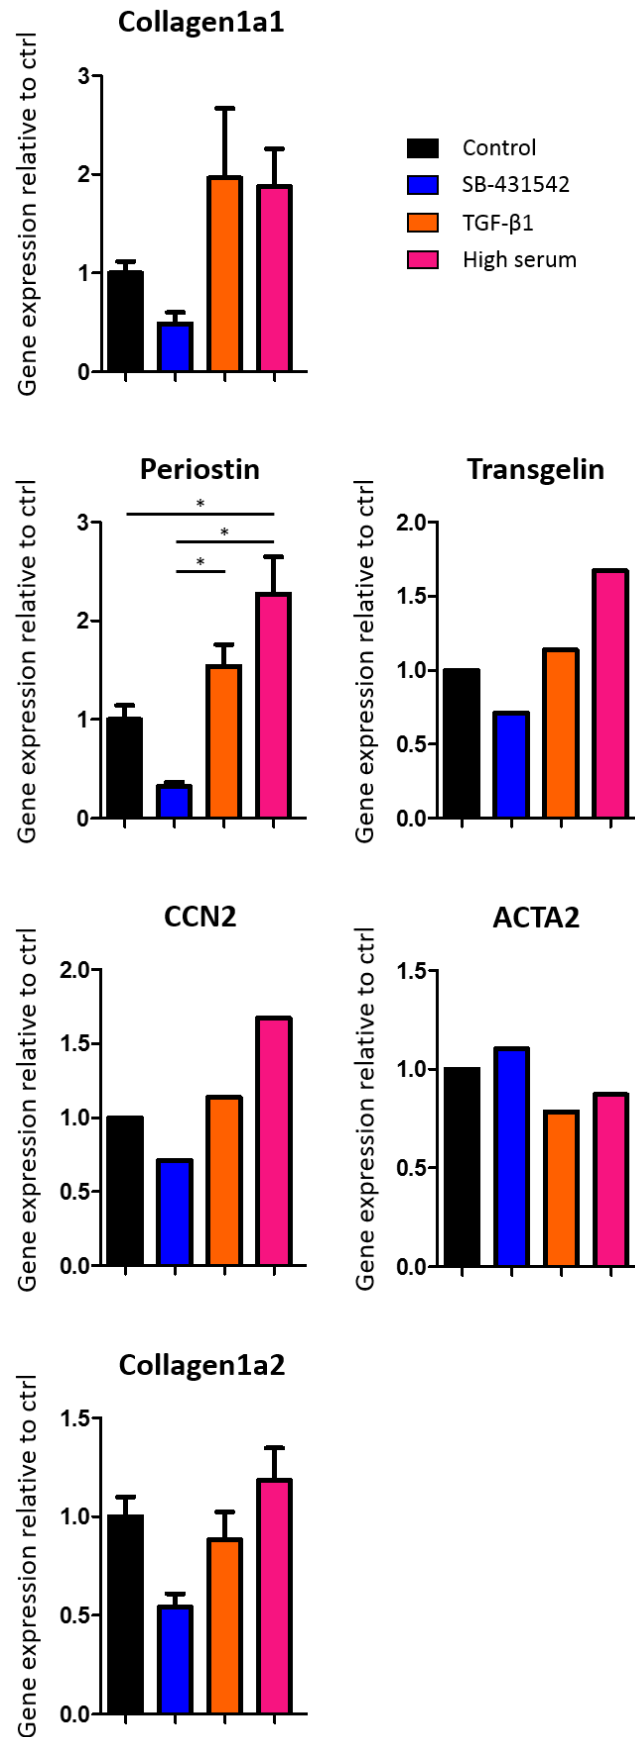 Collagen1a1
Gene expression relative to ctrl
3
2
1
0
Control
SB-431542
TGF-β1
High serum
Periostin
Gene expression relative to ctrl
3
2
1
0
*
*
*
Transgelin
Gene expression relative to ctrl
2.0
1.5
1.0
0.5
0.0
CCN2
Gene expression relative to ctrl
2.0
1.5
1.0
0.5
0.0
ACTA2
Gene expression relative to ctrl
1.5
1.0
0.5
0.0
Collagen1a2
Gene expression relative to ctrl
1.5
1.0
0.5
0.0